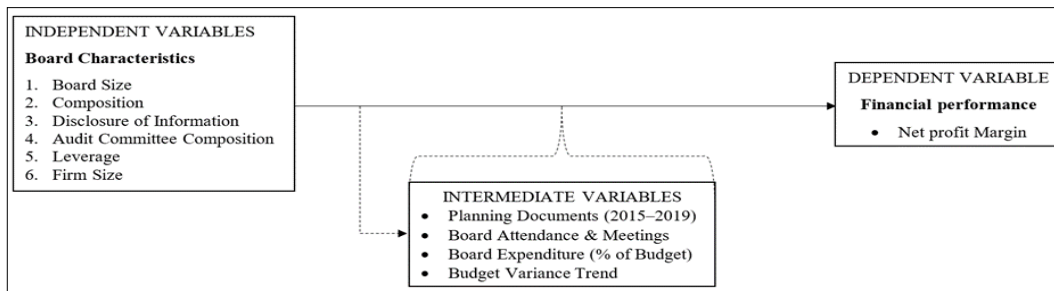 INDEPENDENT VARIABLES
Board Characteristics
1. Board Size
2. Composition
3. Disclosure of Information
4. Audit Committee Composition
5. Leverage
6. Firm Size
DEPENDENT VARIABLE
Financial performance
• Net profit Margin
INTERMEDIATE VARIABLES
• Planning Documents (2015–2019)
• Board Attendance & Meetings
• Board Expenditure (% of Budget)
• Budget Variance Trend